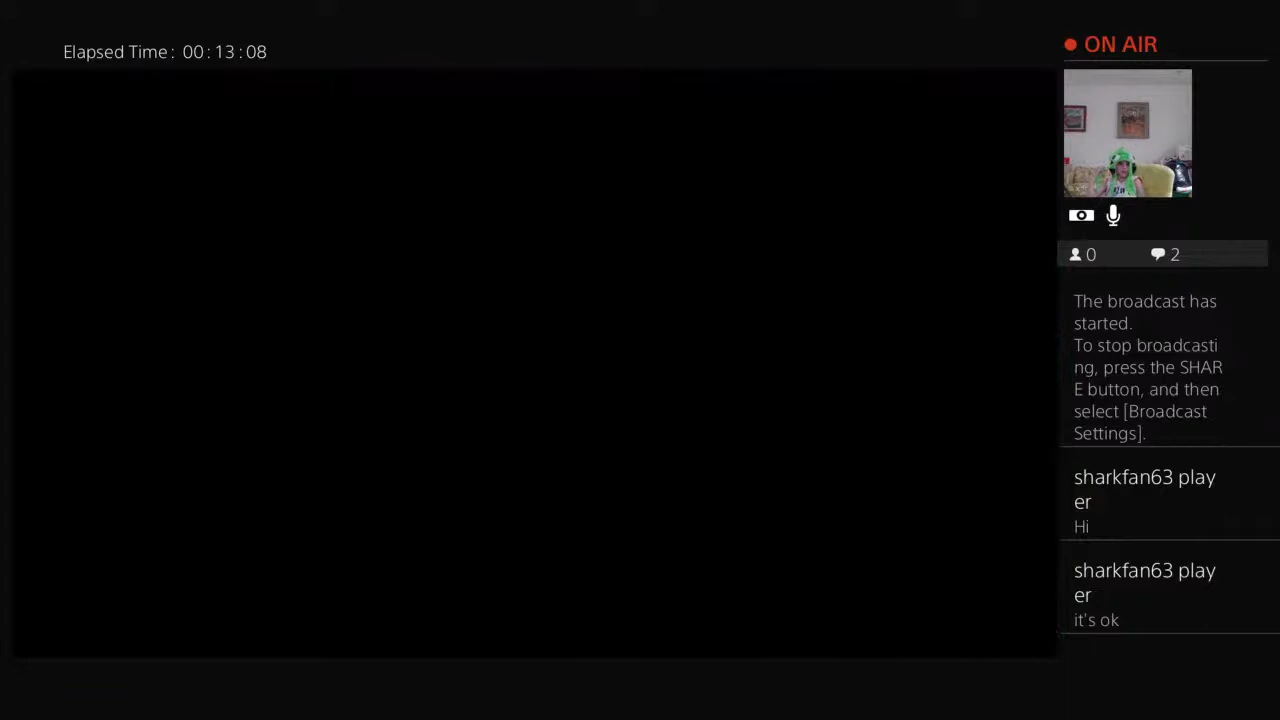 Elapsed Time: 00:13:08
ON AIR
0 2
The broadcast has
started.
To stop broadcasti
ng, press the SHAR
E button, and then
select [Broadcast
Settings].
sharkfan63 play
er
Hi
sharkfan63 play
er
it's ok